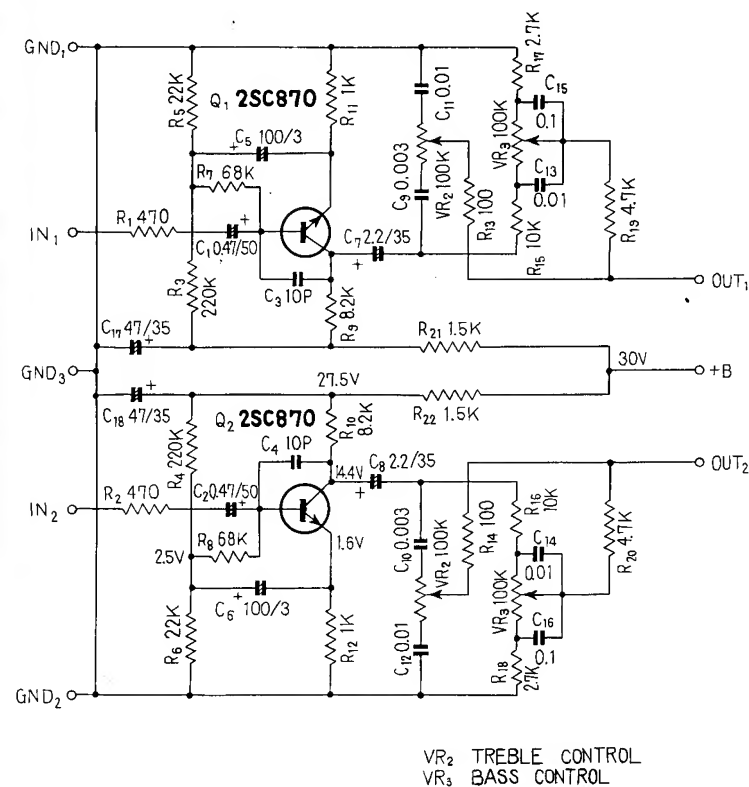 GND₁
R₅ 22K
Q₁ 2SC870
R₁₁ 1K
C₁₁ 0.01
R₁₇ 2.7K
C₁₅
0.1
C₅ 100/3
+
R₇ 68K
C₉ 0.003
VR₂ 100K
VR₃ 100K
C₁₃
0.01
R₁ 470
IN₁
C₁ 0.47/50
+
C₇ 2.2/35
+
R₁₃ 100
R₁₅ 10K
R₁₉ 4.7K
R₃ 220K
C₃ 10P
R₉ 8.2K
OUT₁
C₁₇ 47/35
+
R₂₁ 1.5K
GND₃
30V
+B
27.5V
C₁₈ 47/35
+
R₂₂ 1.5K
Q₂ 2SC870
R₁₀ 8.2K
R₄ 220K
C₄ 10P
C₈ 2.2/35
+
14.4V
OUT₂
R₂ 470
IN₂
C₂ 0.47/50
+
R₁₆ 10K
R₈ 68K
2.5V
1.6V
C₁₀ 0.003
VR₂ 100K
R₁₄ 100
C₁₄
0.01
R₂₀ 4.7K
C₆ 100/3
+
VR₃ 100K
C₁₆
0.1
R₆ 22K
R₁₂ 1K
C₁₂ 0.01
R₁₈ 2.7K
GND₂
VR₂ TREBLE CONTROL
VR₃ BASS CONTROL